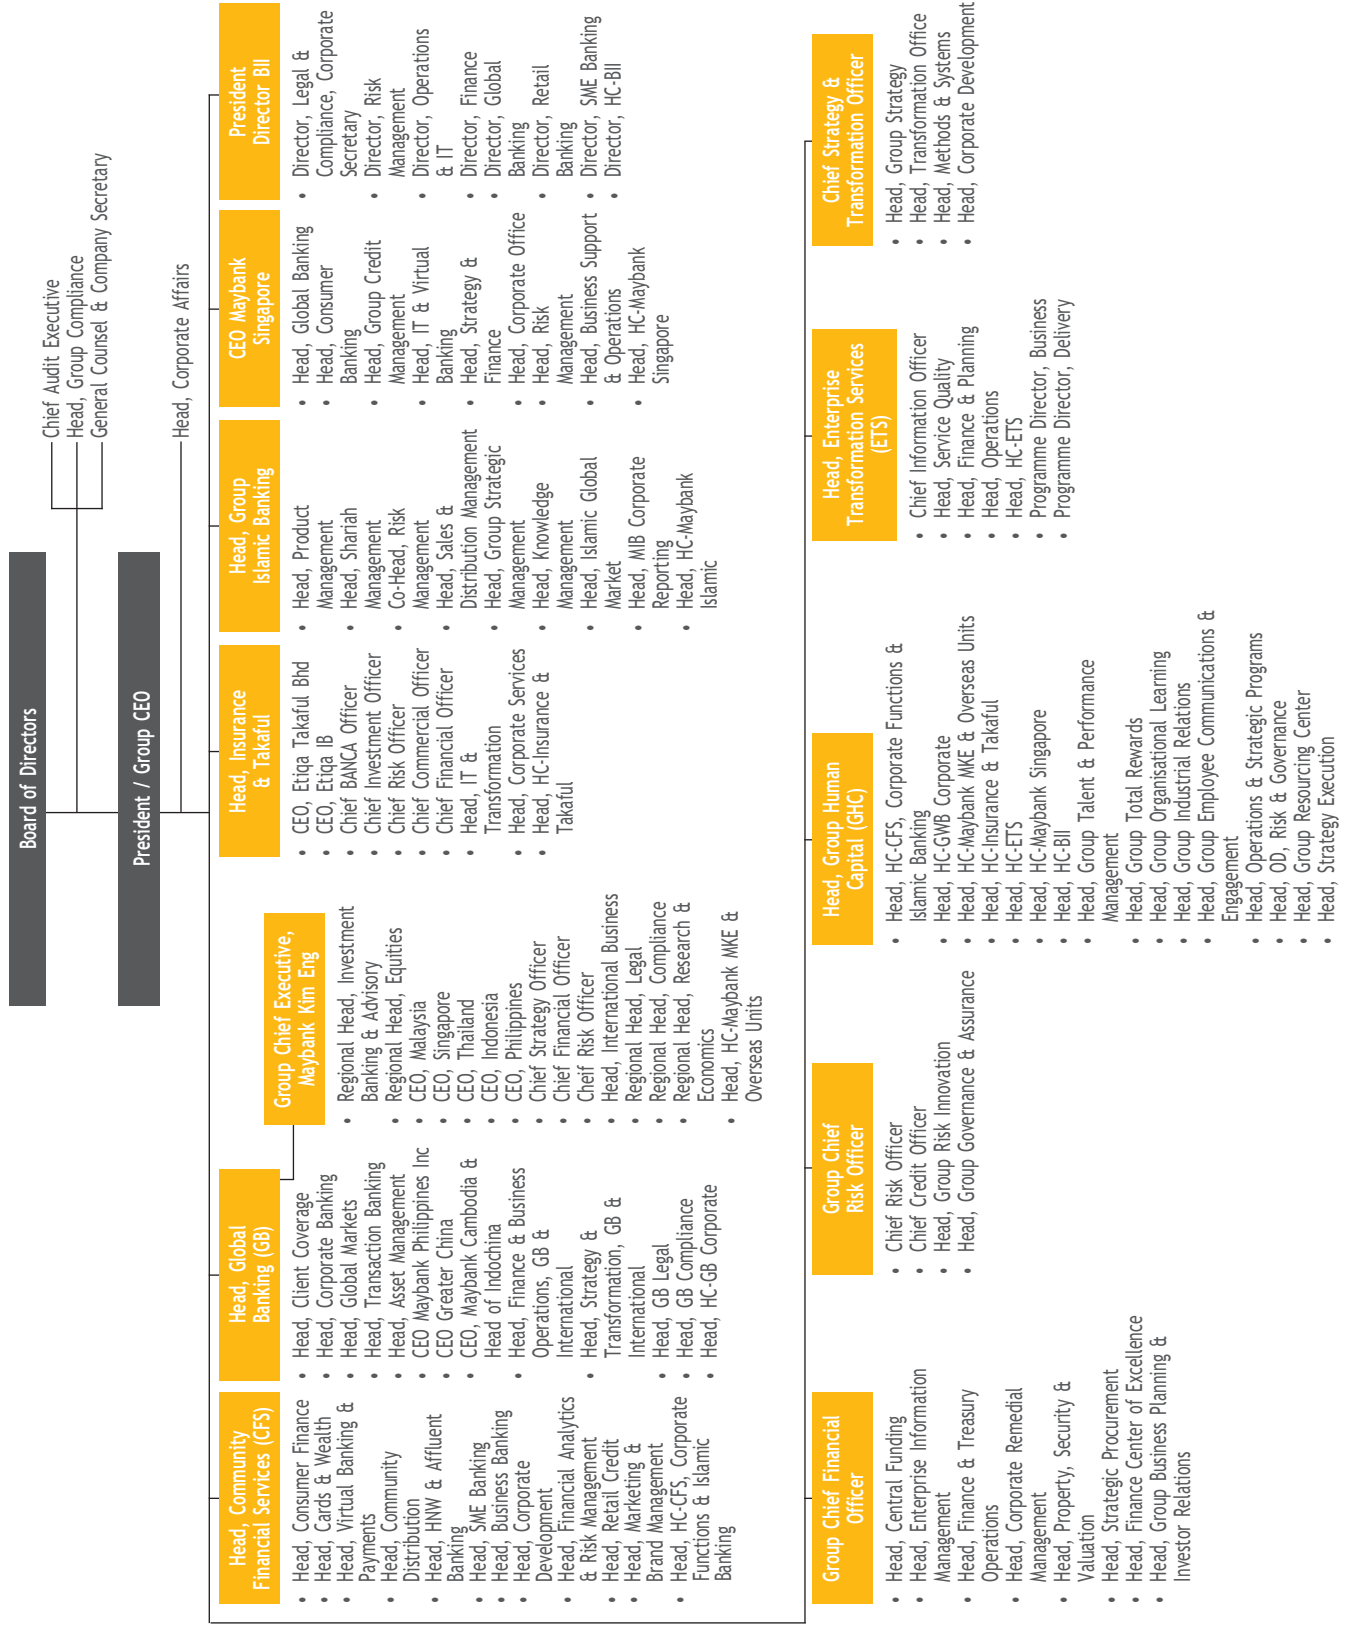 Board of Directors
Chief Audit Executive
Head, Group Compliance
General Counsel & Company Secretary
President / Group CEO
Head, Corporate Affairs
Head, Community
Financial Services (CFS)
• Head, Consumer Finance
• Head, Cards & Wealth
• Head, Virtual Banking &
Payments
• Head, Community
Distribution
• Head, HNW & Affluent
Banking
• Head, SME Banking
• Head, Business Banking
• Head, Corporate
Development
• Head, Financial Analytics
& Risk Management
• Head, Retail Credit
• Head, Marketing &
Brand Management
• Head, HC-CFS, Corporate
Functions & Islamic
Banking
Head, Global
Banking (GB)
• Head, Client Coverage
• Head, Corporate Banking
• Head, Global Markets
• Head, Transaction Banking
• Head, Asset Management
• CEO Maybank Philippines Inc
• CEO Greater China
• CEO, Maybank Cambodia &
Head of Indochina
• Head, Finance & Business
Operations, GB &
International
• Head, Strategy &
Transformation, GB &
International
• Head, GB Legal
• Head, GB Compliance
• Head, HC-GB Corporate
Group Chief Executive,
Maybank Kim Eng
• Regional Head, Investment
Banking & Advisory
• Regional Head, Equities
• CEO, Malaysia
• CEO, Singapore
• CEO, Thailand
• CEO, Indonesia
• CEO, Philippines
• Chief Strategy Officer
• Chief Financial Officer
• Cheif Risk Officer
• Head, International Business
• Regional Head, Legal
• Regional Head, Compliance
• Regional Head, Research &
Economics
• Head, HC-Maybank MKE &
Overseas Units
Head, Insurance
& Takaful
• CEO, Etiqa Takaful Bhd
• CEO, Etiqa IB
• Chief BANCA Officer
• Chief Investment Officer
• Chief Risk Officer
• Chief Commercial Officer
• Chief Financial Officer
• Head, IT &
Transformation
• Head, Corporate Services
• Head, HC-Insurance &
Takaful
Head, Group
Islamic Banking
• Head, Product
Management
• Head, Shariah
Management
• Co-Head, Risk
Management
• Head, Sales &
Distribution Management
• Head, Group Strategic
Management
• Head, Knowledge
Management
• Head, Islamic Global
Market
• Head, MIB Corporate
Reporting
• Head, HC-Maybank
Islamic
CEO Maybank
Singapore
• Head, Global Banking
• Head, Consumer
Banking
• Head, Group Credit
Management
• Head, IT & Virtual
Banking
• Head, Strategy &
Finance
• Head, Corporate Office
• Head, Risk
Management
• Head, Business Support
& Operations
• Head, HC-Maybank
Singapore
President
Director BII
• Director, Legal &
Compliance, Corporate
Secretary
• Director, Risk
Management
• Director, Operations
& IT
• Director, Finance
• Director, Global
Banking
• Director, Retail
Banking
• Director, SME Banking
• Director, HC-BII
Group Chief Financial
Officer
• Head, Central Funding
• Head, Enterprise Information
Management
• Head, Finance & Treasury
Operations
• Head, Corporate Remedial
Management
• Head, Property, Security &
Valuation
• Head, Strategic Procurement
• Head, Finance Center of Excellence
• Head, Group Business Planning &
Investor Relations
Group Chief
Risk Officer
• Chief Risk Officer
• Chief Credit Officer
• Head, Group Risk Innovation
• Head, Group Governance & Assurance
Head, Group Human
Capital (GHC)
• Head, HC-CFS, Corporate Functions &
Islamic Banking
• Head, HC-GWB Corporate
• Head, HC-Maybank MKE & Overseas Units
• Head, HC-Insurance & Takaful
• Head, HC-ETS
• Head, HC-Maybank Singapore
• Head, HC-BII
• Head, Group Talent & Performance
Management
• Head, Group Total Rewards
• Head, Group Organisational Learning
• Head, Group Industrial Relations
• Head, Group Employee Communications &
Engagement
• Head, Operations & Strategic Programs
• Head, OD, Risk & Governance
• Head, Group Resourcing Center
• Head, Strategy Execution
Head, Enterprise
Transformation Services
(ETS)
• Chief Information Officer
• Head, Service Quality
• Head, Finance & Planning
• Head, Operations
• Head, HC-ETS
• Programme Director, Business
• Programme Director, Delivery
Chief Strategy &
Transformation Officer
• Head, Group Strategy
• Head, Transformation Office
• Head, Methods & Systems
• Head, Corporate Development